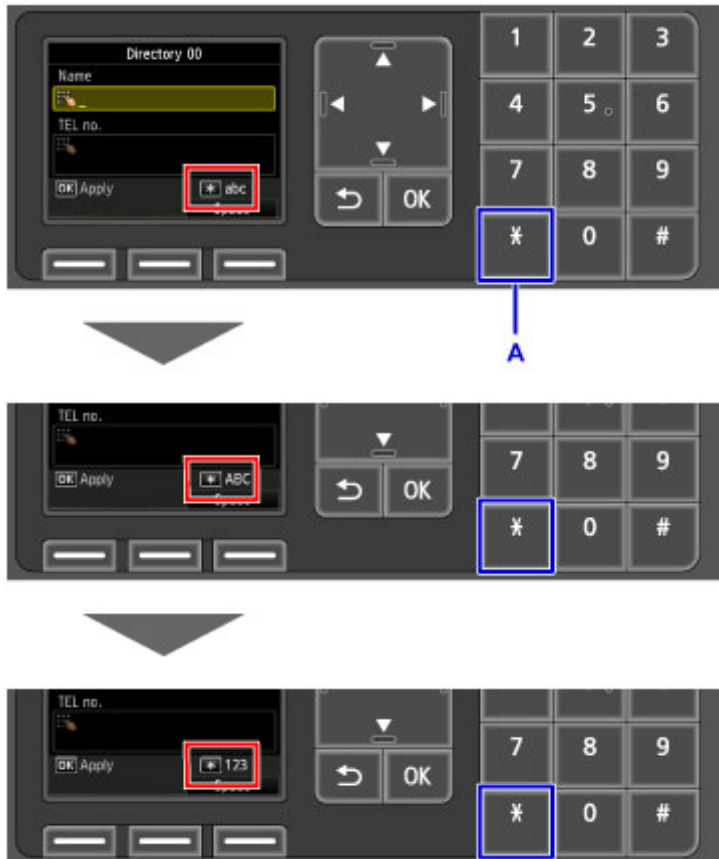 Directory 00
Name
TEL no.
OK Apply
* abc
OK
1 2 3
4 5 6
7 8 9
* 0 #
A
TEL no.
OK Apply
* ABC
OK
7 8 9
* 0 #
TEL no.
OK Apply
* 123
OK
7 8 9
* 0 #